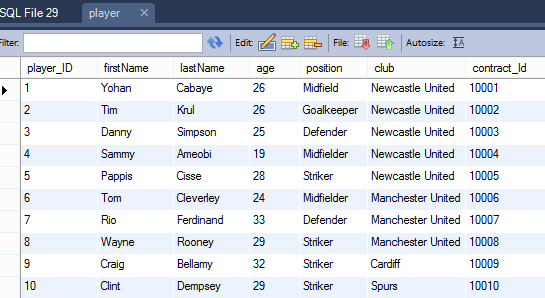 SQL File 29 player
Filter: Edit: File: Autosize:
player_ID firstName lastName age position club contract_Id
1 Yohan Cabaye 26 Midfield Newcastle United 10001
2 Tim Krul 26 Goalkeeper Newcastle United 10002
3 Danny Simpson 25 Defender Newcastle United 10003
4 Sammy Ameobi 19 Midfielder Newcastle United 10004
5 Pappis Cisse 28 Striker Newcastle United 10005
6 Tom Cleverley 24 Midfielder Manchester United 10006
7 Rio Ferdinand 33 Defender Manchester United 10007
8 Wayne Rooney 29 Striker Manchester United 10008
9 Craig Bellamy 32 Striker Cardiff 10009
10 Clint Dempsey 29 Striker Spurs 10010